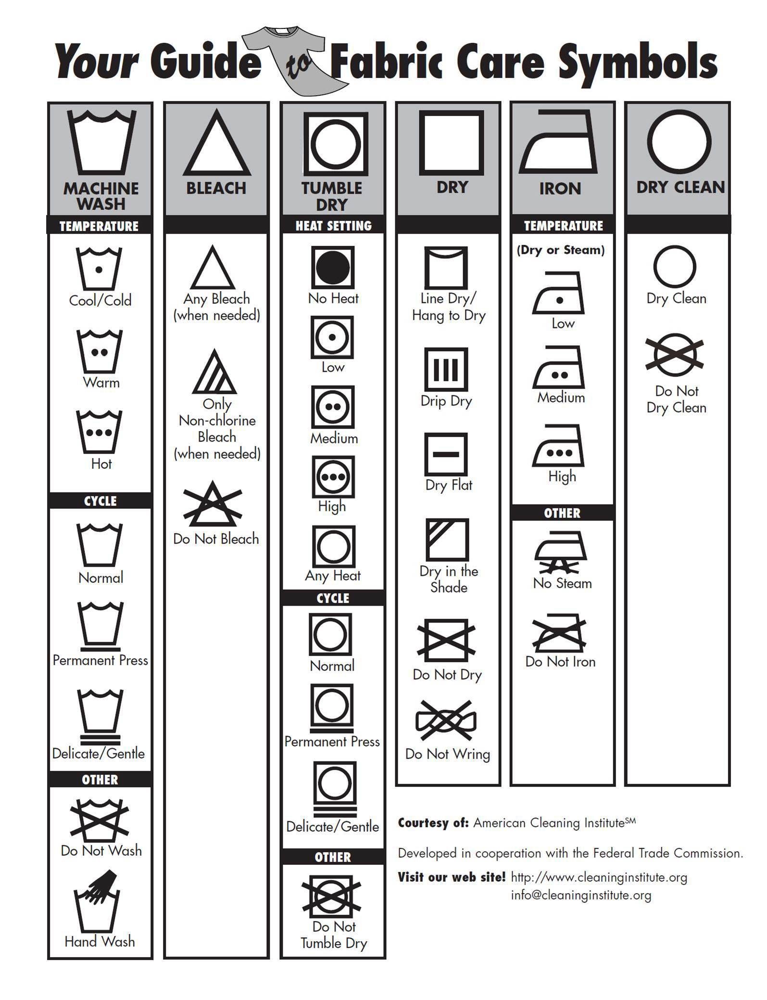 Your Guide to Fabric Care Symbols
MACHINE
WASH
TEMPERATURE
Cool/Cold
Warm
Hot
CYCLE
Normal
Permanent Press
Delicate/Gentle
OTHER
Do Not Wash
Hand Wash
BLEACH
Any Bleach
(when needed)
Only
Non-chlorine
Bleach
(when needed)
Do Not Bleach
TUMBLE
DRY
HEAT SETTING
No Heat
Low
Medium
High
Any Heat
CYCLE
Normal
Permanent Press
Delicate/Gentle
OTHER
Do Not
Tumble Dry
DRY
Line Dry/
Hang to Dry
Drip Dry
Dry Flat
Dry in the
Shade
Do Not Dry
Do Not Wring
IRON
TEMPERATURE
(Dry or Steam)
Low
Medium
High
OTHER
No Steam
Do Not Iron
DRY CLEAN
Dry Clean
Do Not
Dry Clean
Courtesy of: American Cleaning Institute℠
Developed in cooperation with the Federal Trade Commission.
Visit our web site! http://www.cleaninginstitute.org
info@cleaninginstitute.org